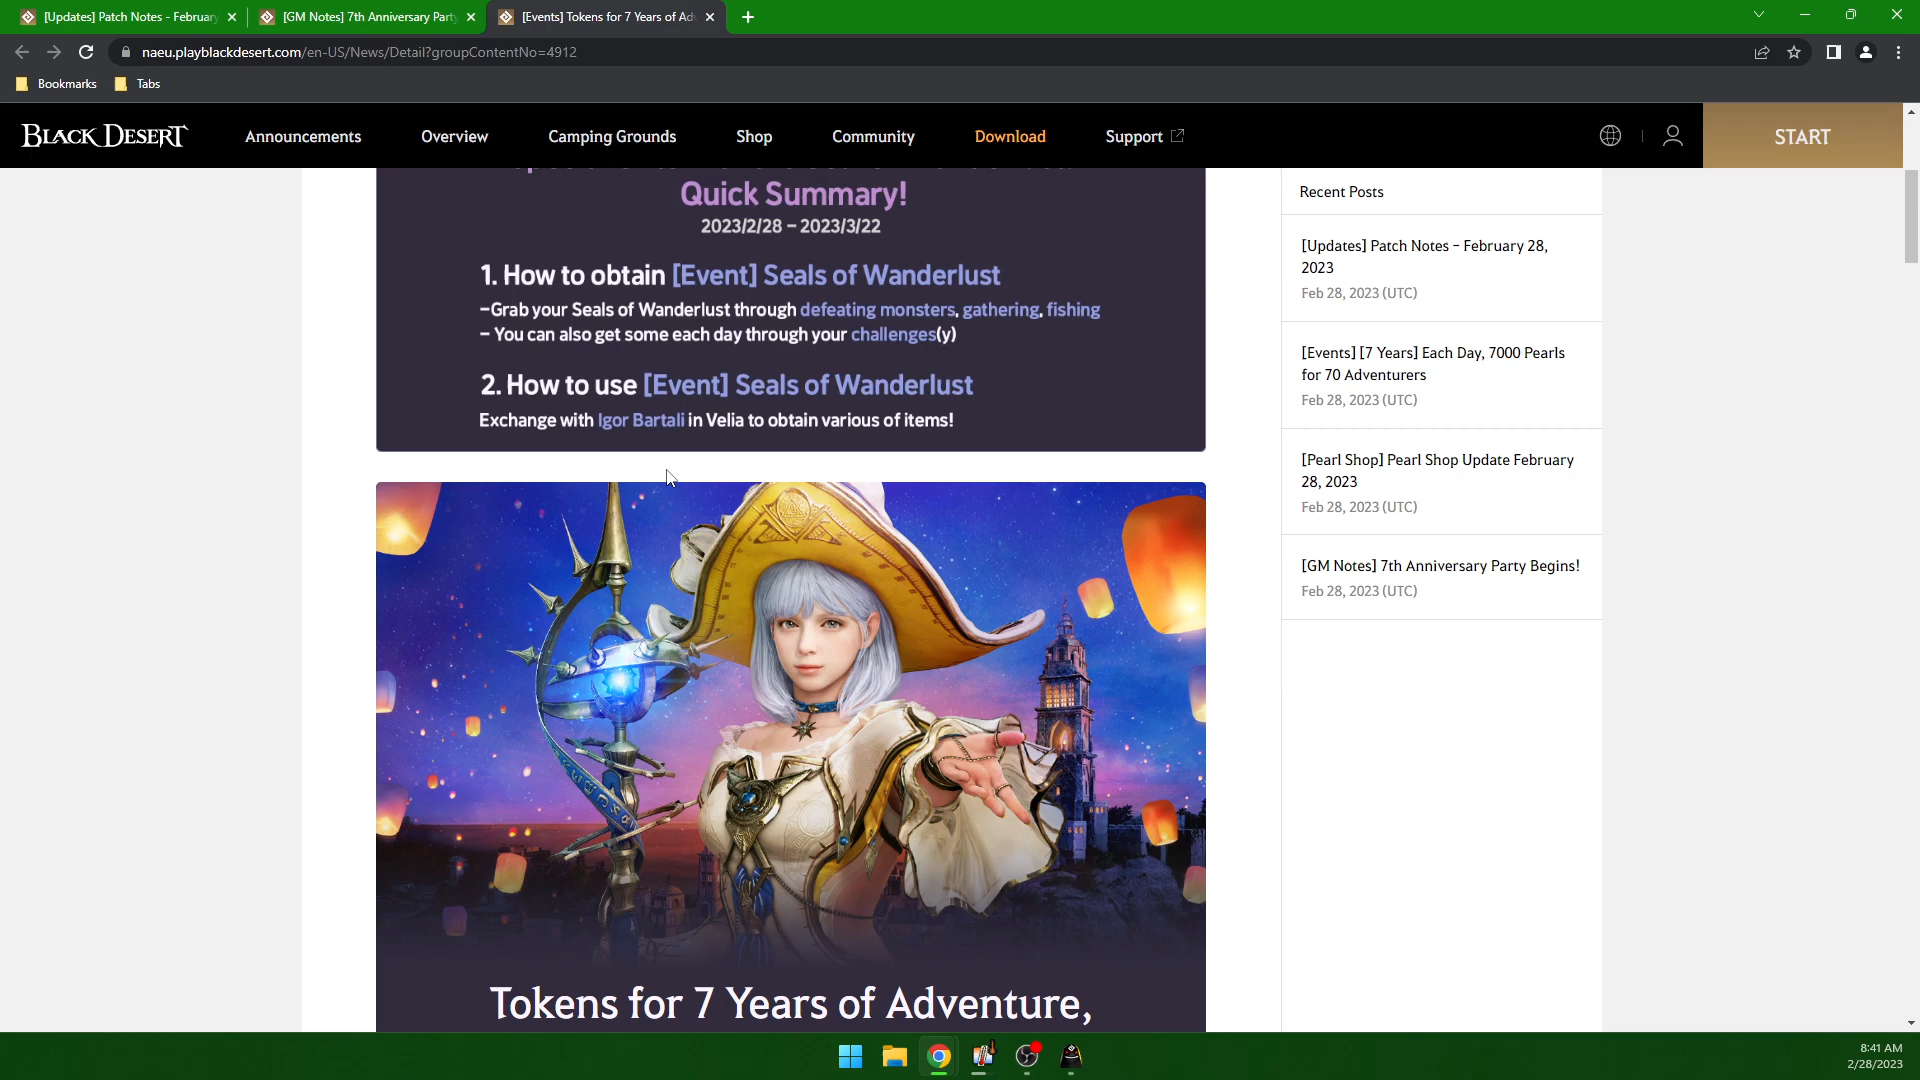 [Updates] Patch Notes - Februar
[GM Notes] 7th Anniversary Part
[Events] Tokens for 7 Years of Ad
naeu.playblackdesert.com/en-US/News/Detail?groupContentNo=4912
Bookmarks
Tabs
BLACK DESERT
Announcements
Overview
Camping Grounds
Shop
Community
Download
Support
START
Quick Summary!
2023/2/28 – 2023/3/22
1. How to obtain [Event] Seals of Wanderlust
-Grab your Seals of Wanderlust through defeating monsters, gathering, fishing
- You can also get some each day through your challenges(y)
2. How to use [Event] Seals of Wanderlust
Exchange with Igor Bartali in Velia to obtain various of items!
Tokens for 7 Years of Adventure,
Recent Posts
[Updates] Patch Notes - February 28,
2023
Feb 28, 2023 (UTC)
[Events] [7 Years] Each Day, 7000 Pearls
for 70 Adventurers
Feb 28, 2023 (UTC)
[Pearl Shop] Pearl Shop Update February
28, 2023
Feb 28, 2023 (UTC)
[GM Notes] 7th Anniversary Party Begins!
Feb 28, 2023 (UTC)
8:41 AM
2/28/2023